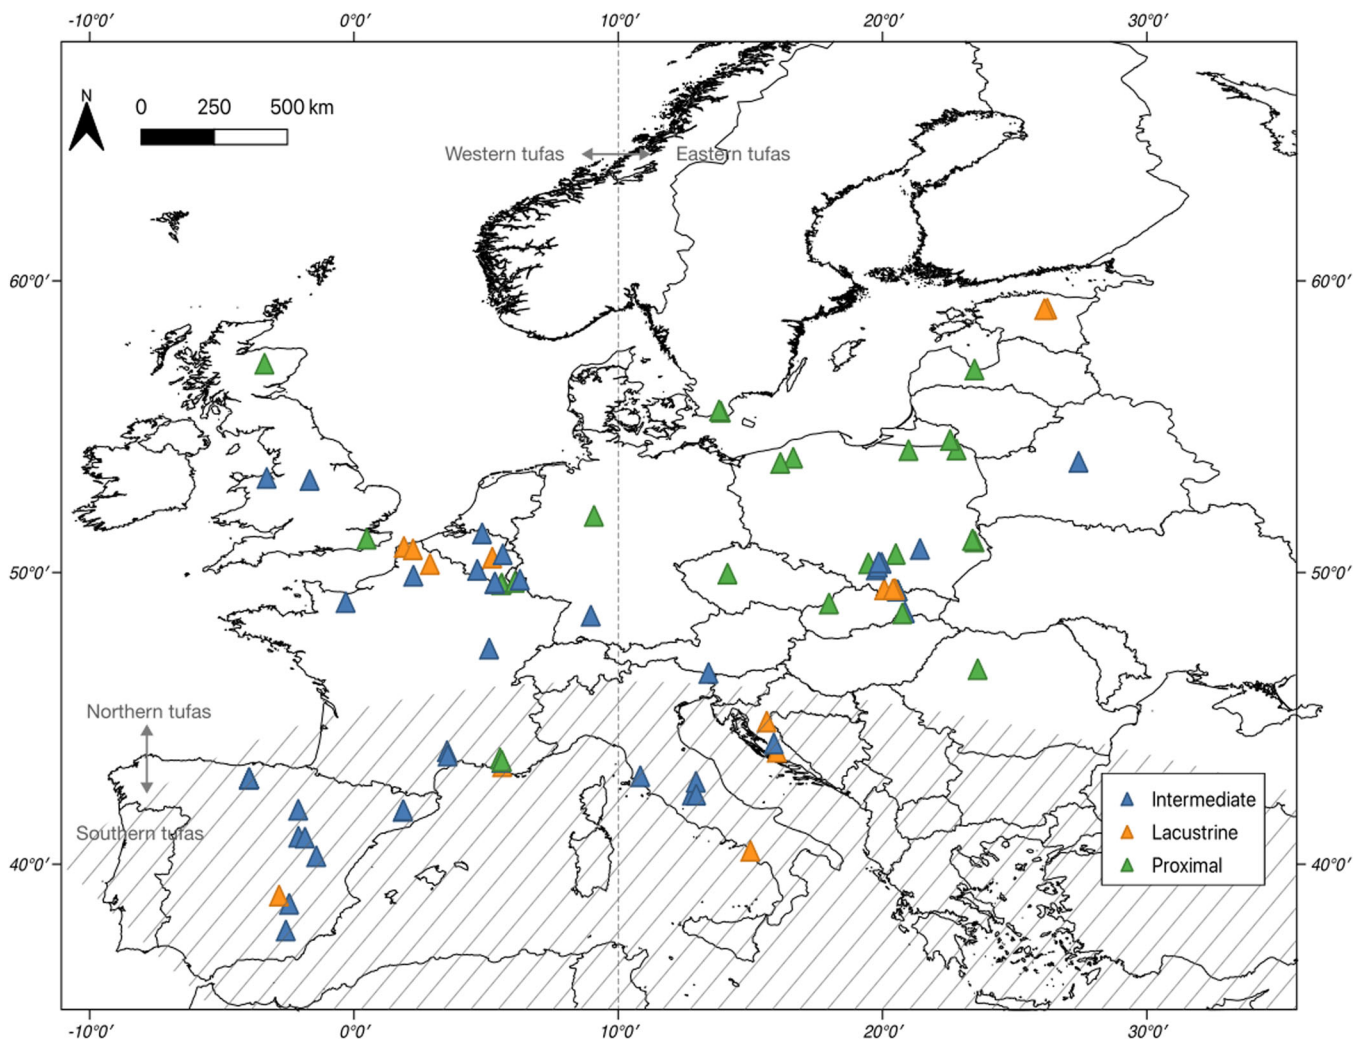 -10°0′ 0°0′ 10°0′ 20°0′ 30°0′
N
0 250 500 km
Western tufas Eastern tufas
60°0′ 60°0′
50°0′ 50°0′
Northern tufas
Southern tufas
Intermediate
Lacustrine
Proximal
40°0′ 40°0′
-10°0′ 0°0′ 10°0′ 20°0′ 30°0′